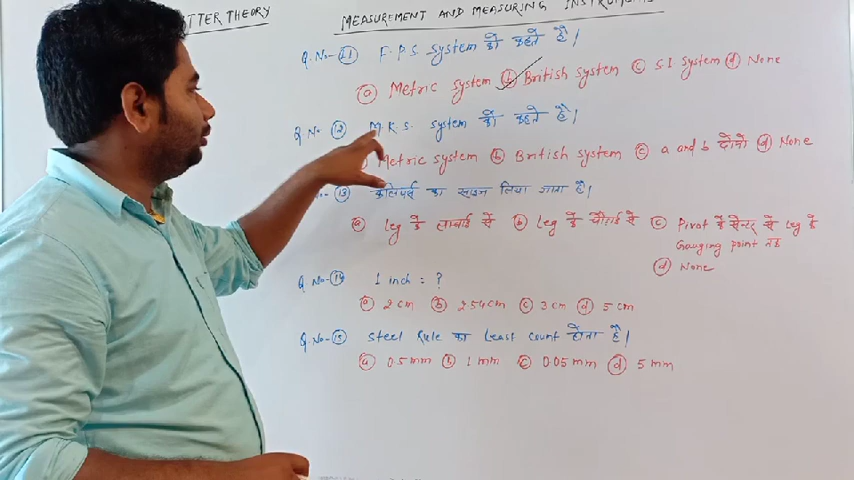 TTER THEORY
MEASUREMENT AND MEASURING INSTRUM
Q.No-11 F.P.S System को कहते है।
a Metric System b British System c S.I System d None
Q No- 12 M.K.S. System को कहते है।
Metric System b British System c a and b दोनो d None
13 कैलिपर्स का साइज लिया जाता है।
a Leg के लम्बाई से b Leg के चौड़ाई से c Pivot के सेन्टर से Leg के
Gauging point तक
d None
Q No-14 1 inch = ?
a 2 cm b 2.54 cm c 3 cm d 5 cm
Q.No-15 Steel Rule का Least Count होता है।
a 0.5 mm b 1 mm c 0.05 mm d 5 mm